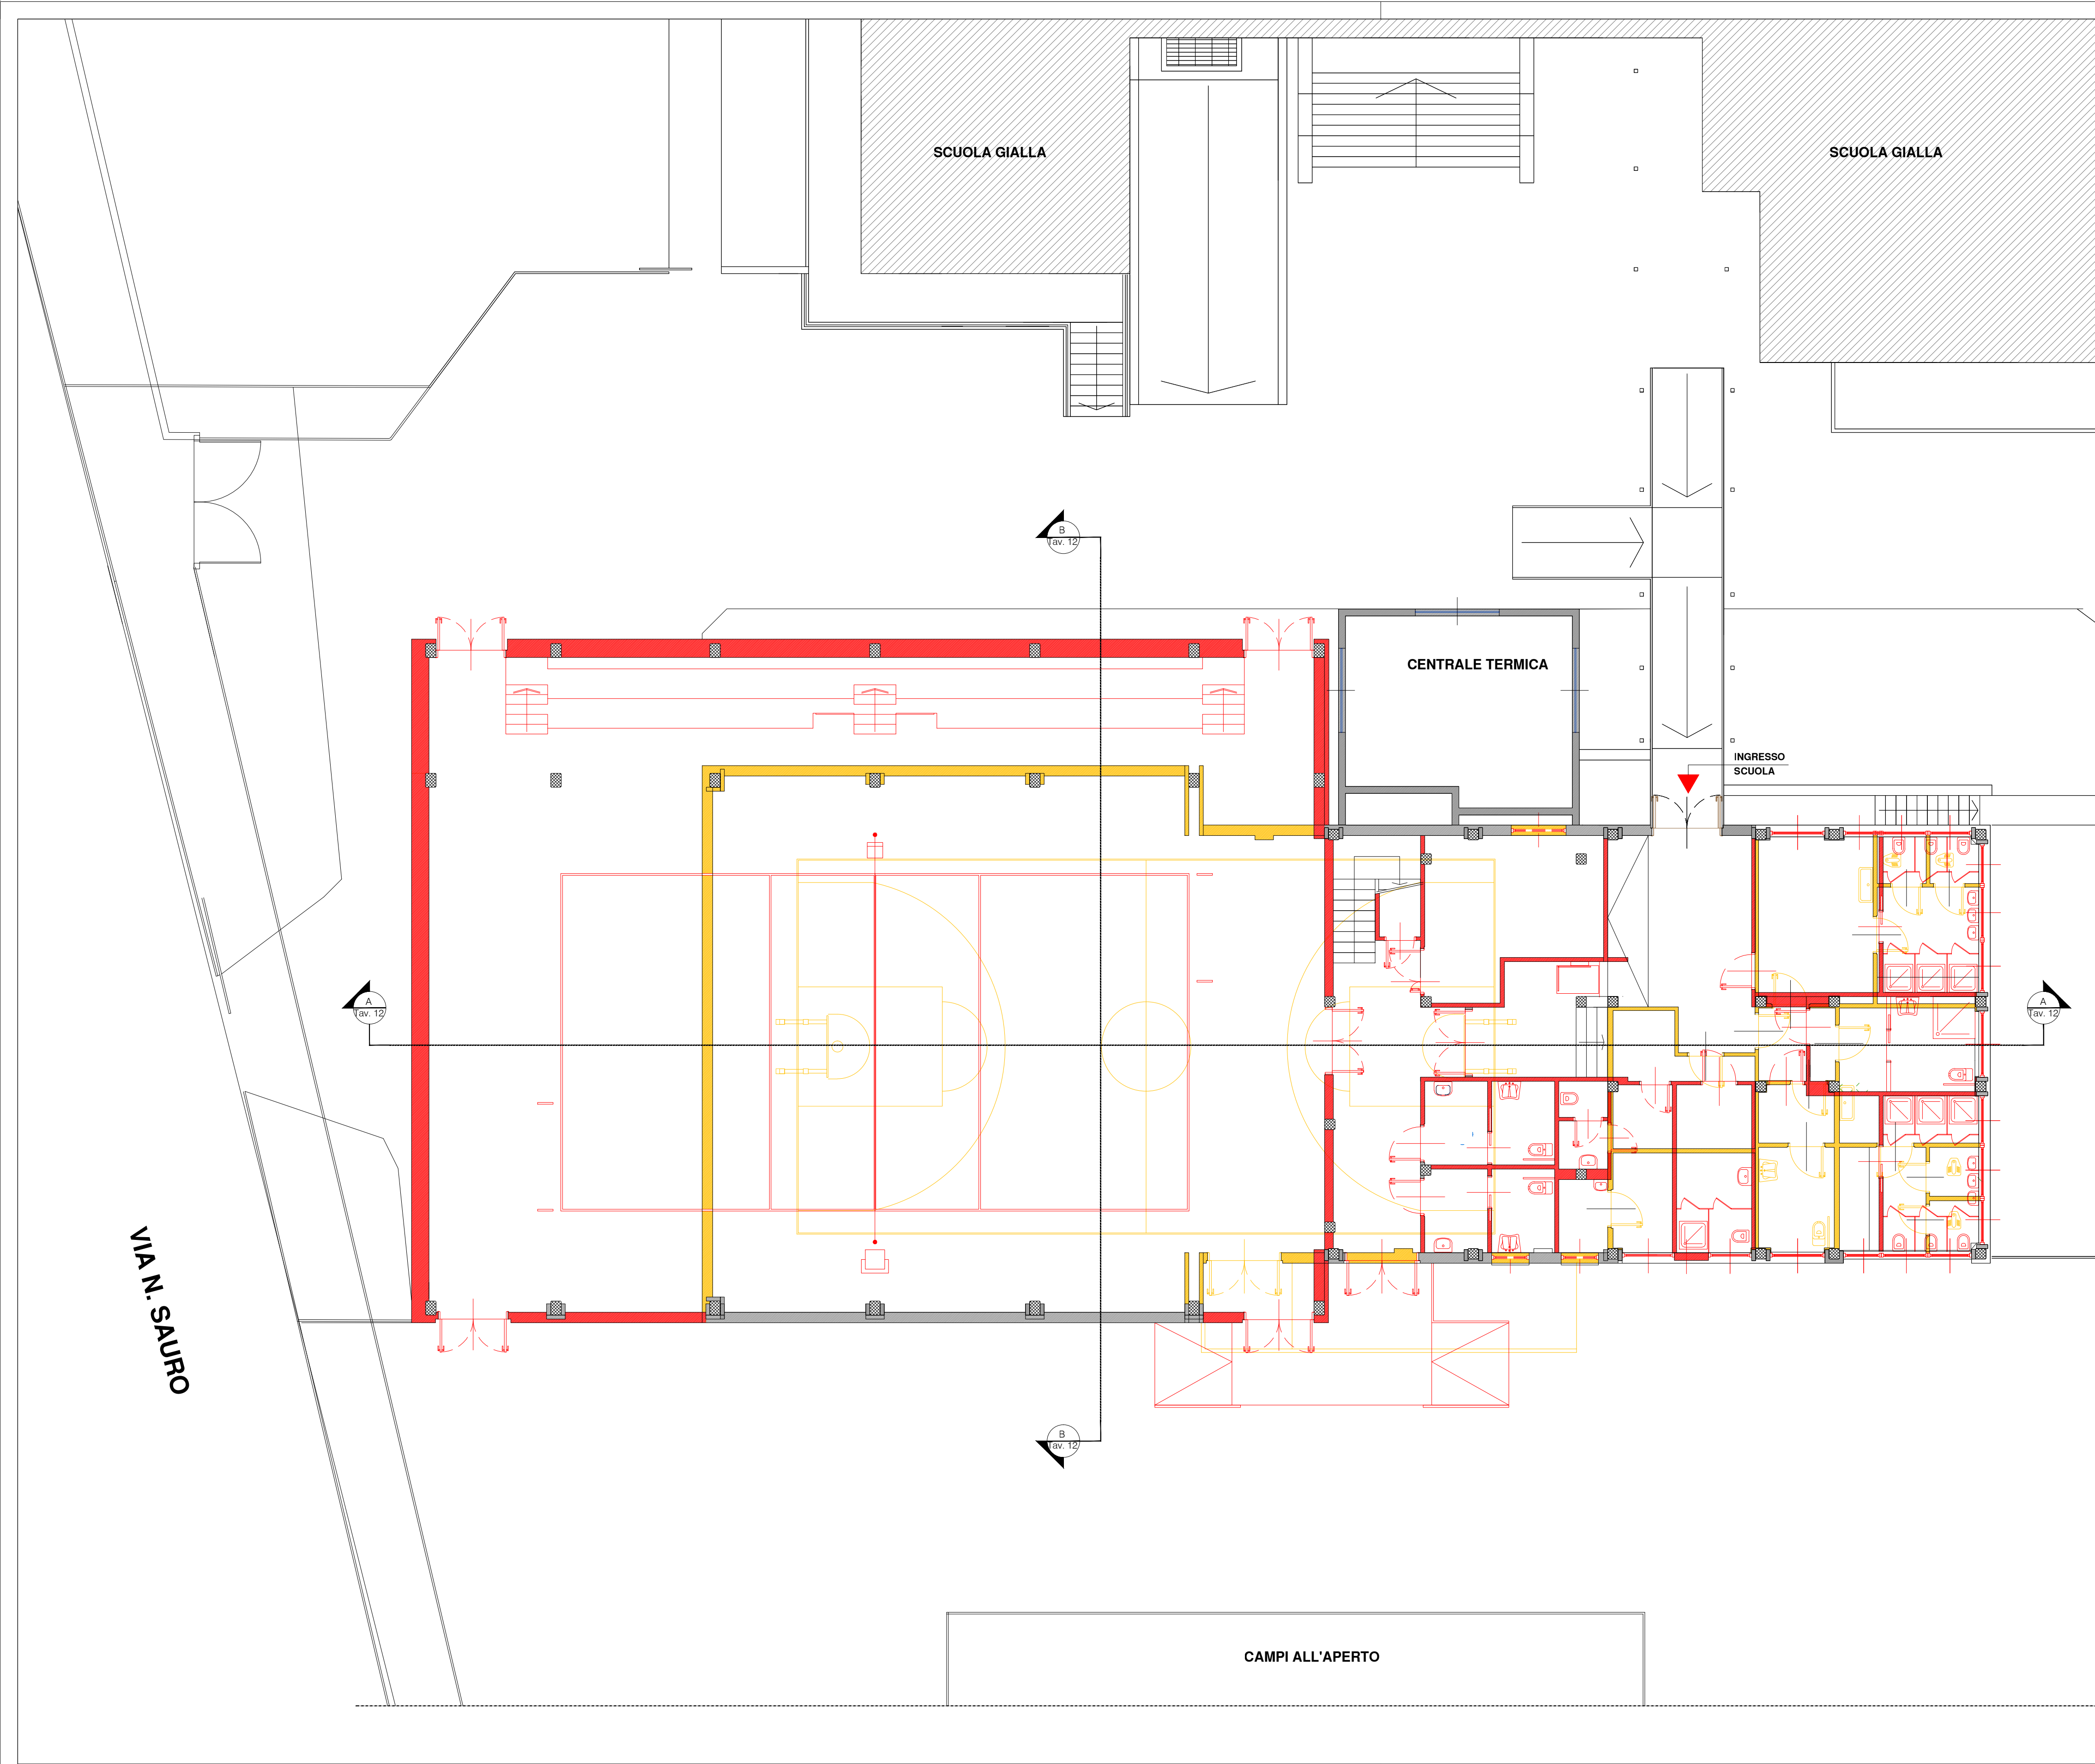 SCUOLA GIALLA
SCUOLA GIALLA
B
Tav. 12
CENTRALE TERMICA
INGRESSO
SCUOLA
A
Tav. 12
A
Tav. 12
VIA N. SAURO
B
Tav. 12
CAMPI ALL'APERTO